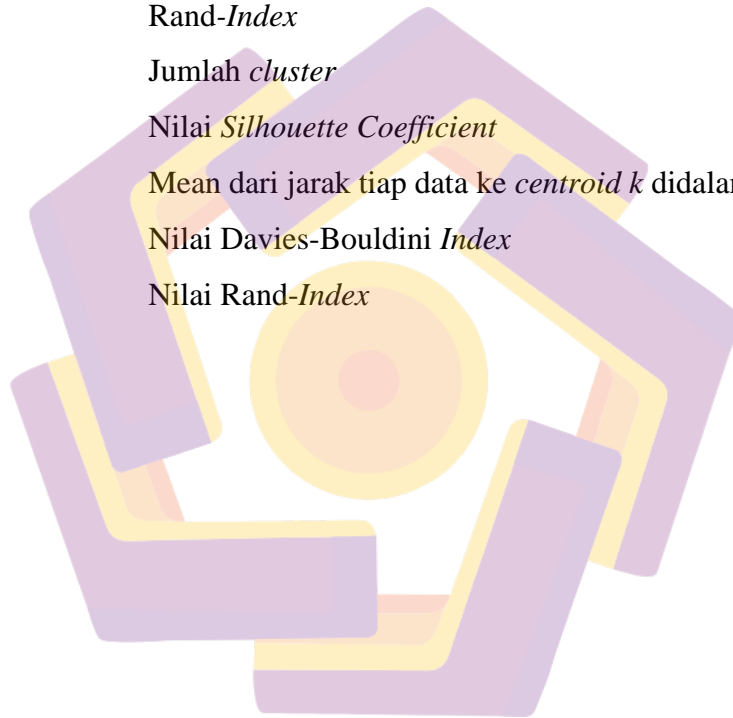 Rand-Index
Jumlah cluster
Nilai Silhouette Coefficient
Mean dari jarak tiap data ke centroid k
Nilai Davies-Bouldini Index
Nilai Rand-Index